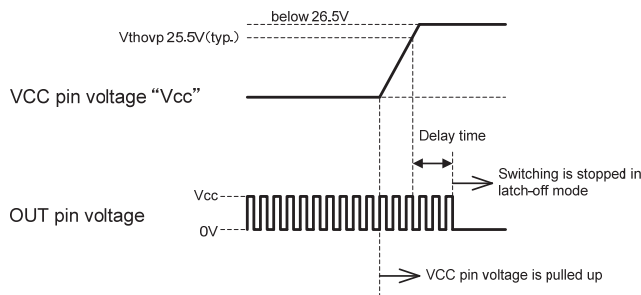 below 26.5V
Vthovp 25.5V(typ.)
VCC pin voltage “Vcc”
Delay time
Switching is stopped in
latch-off mode
Vcc
OUT pin voltage
0V
VCC pin voltage is pulled up